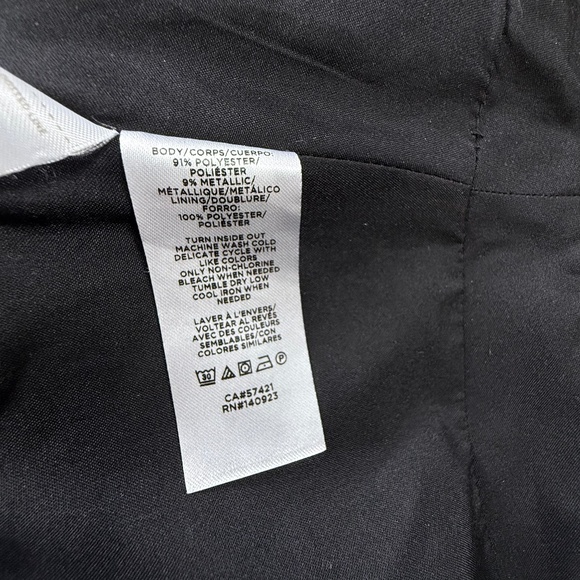 BODY/CORPS/CUERPO:
91% POLYESTER/
POLIÉSTER
9% METALLIC/
MÉTALLIQUE/METÁLICO
LINING/DOUBLURE/
FORRO:
100% POLYESTER/
POLIÉSTER
TURN INSIDE OUT
MACHINE WASH COLD
DELICATE CYCLE WITH
LIKE COLORS
ONLY NON-CHLORINE
BLEACH WHEN NEEDED
TUMBLE DRY LOW
COOL IRON WHEN
NEEDED
LAVER À L'ENVERS/
VOLTEAR AL REVÉS
AVEC DES COULEURS
SEMBLABLES/CON
COLORES SIMILARES
30 P
CA#57421
RN#140923